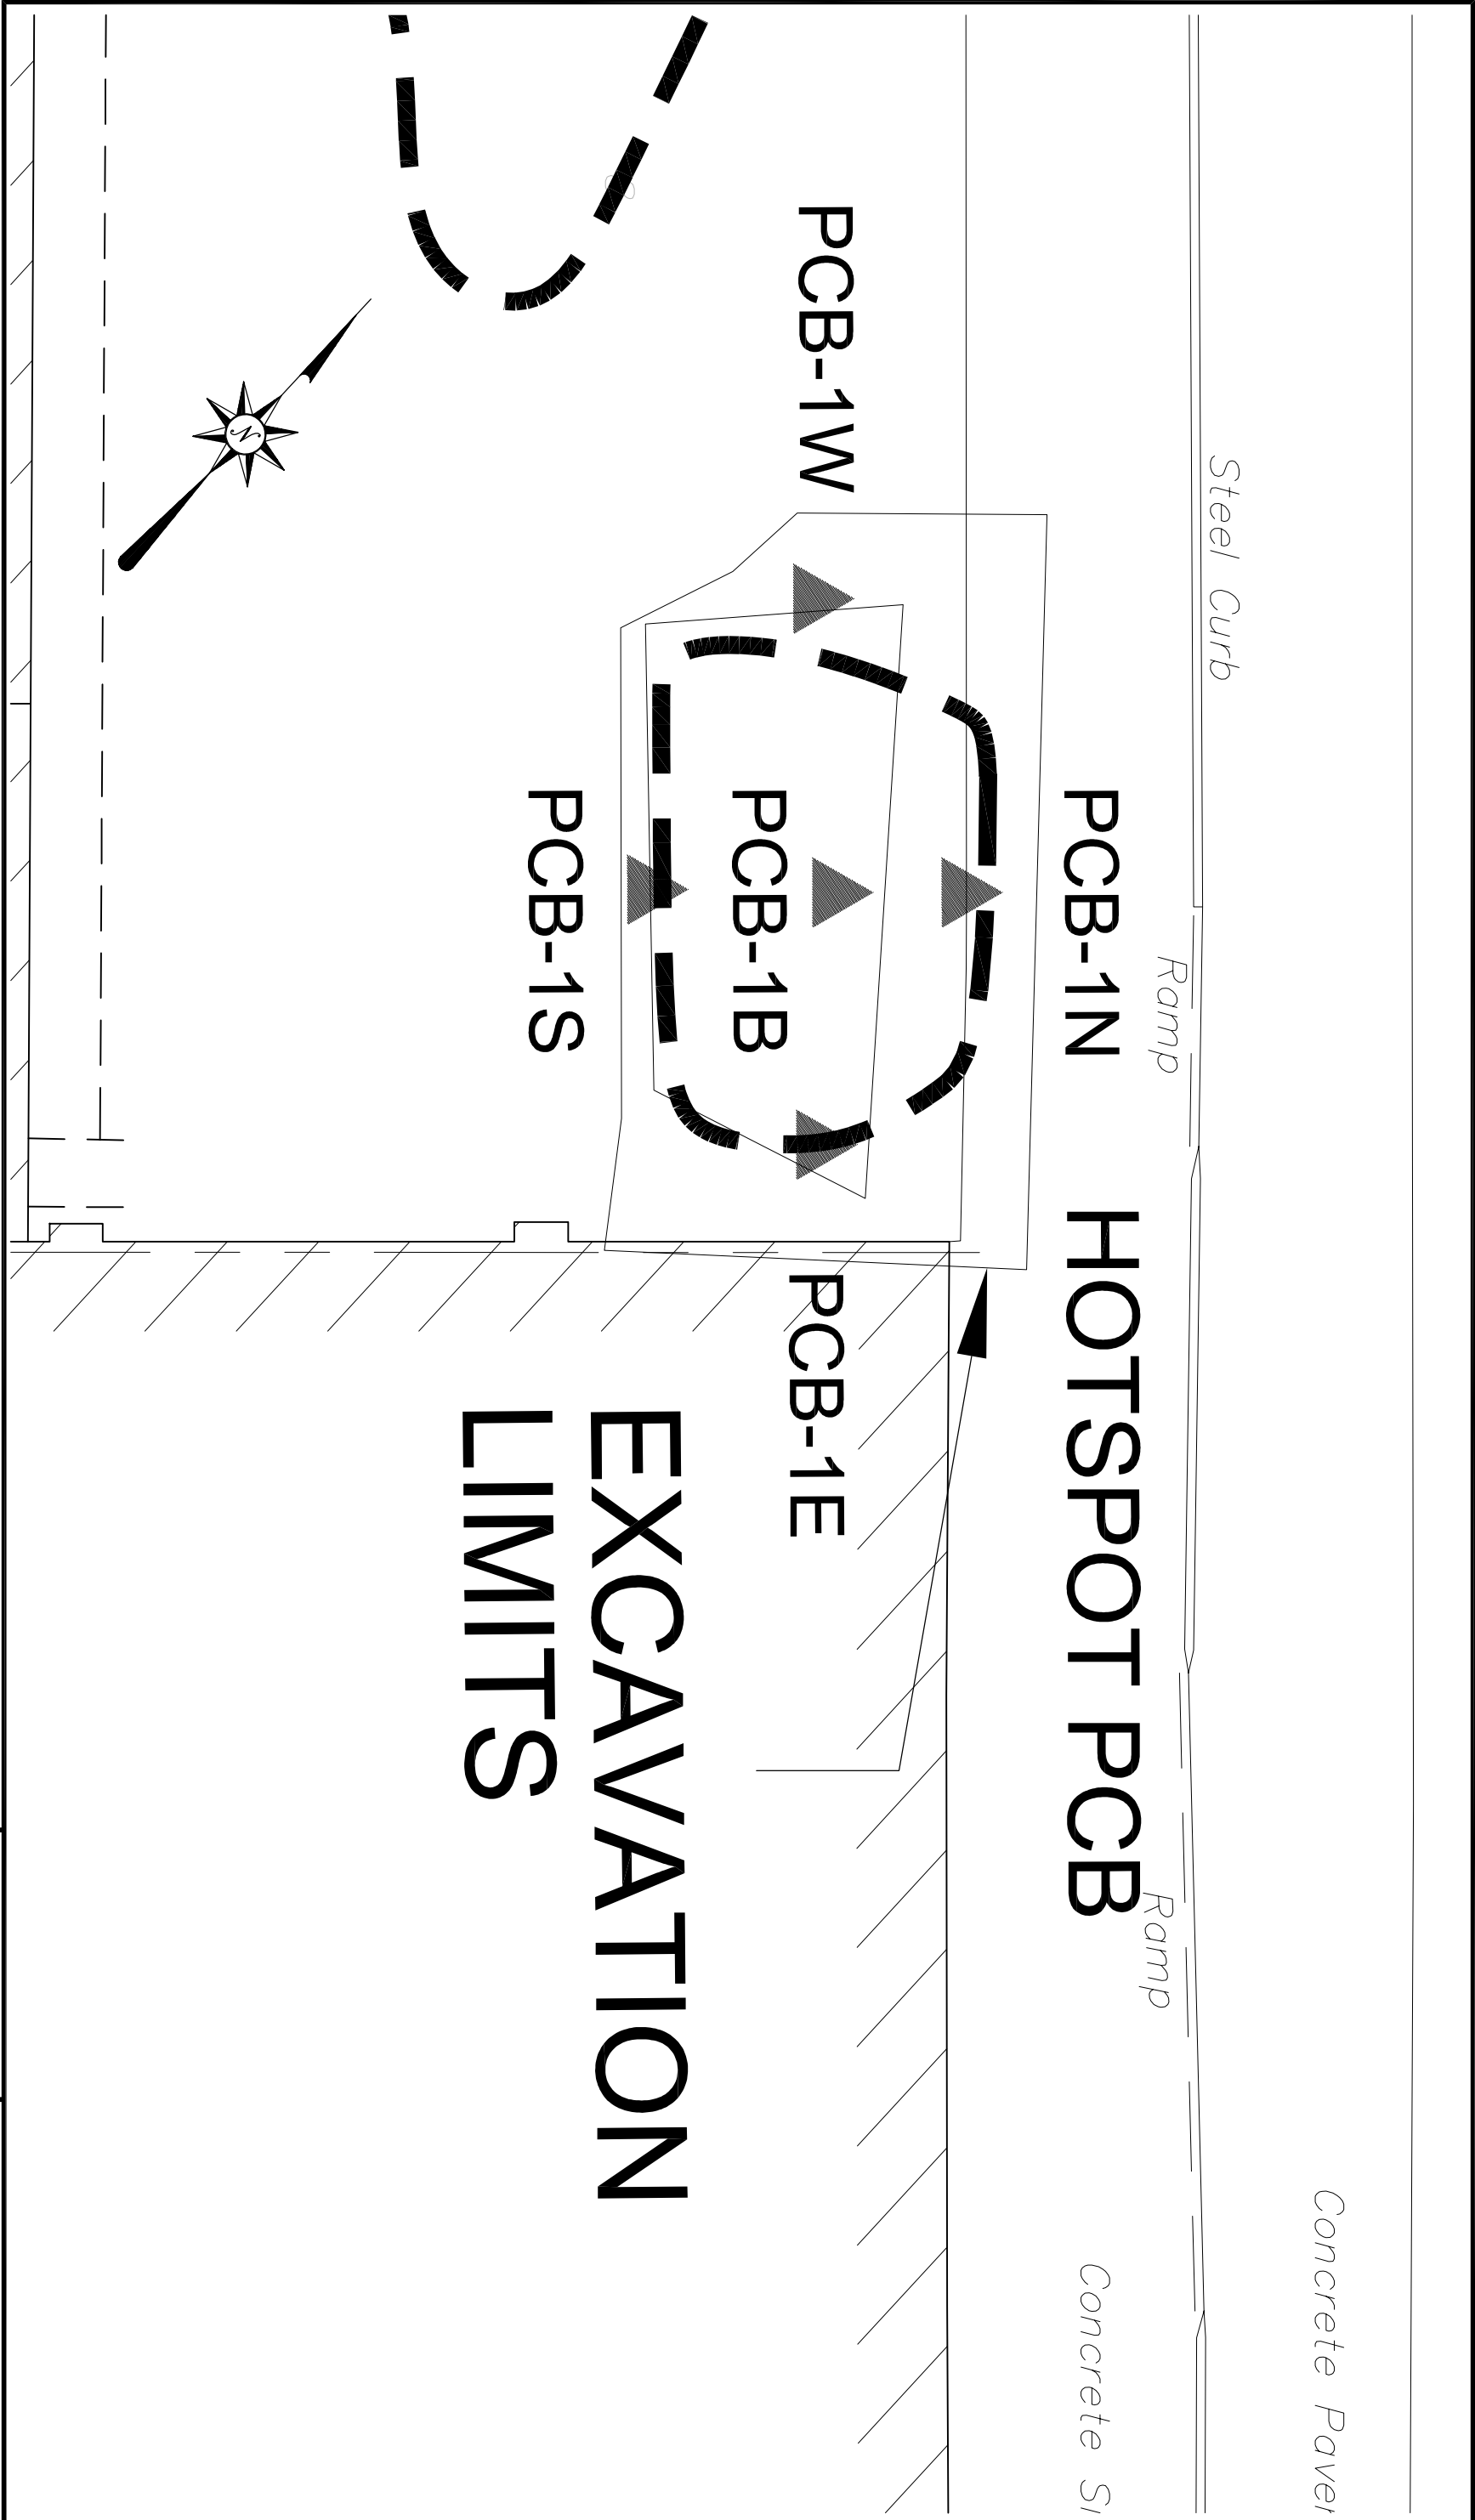 Concrete Paver
Steel Curb
Ramp
Ramp
Concrete S
HOTSPOT PCB
PCB-1N
PCB-1W
PCB-1B
PCB-1E
PCB-1S
EXCAVATION
LIMITS
N